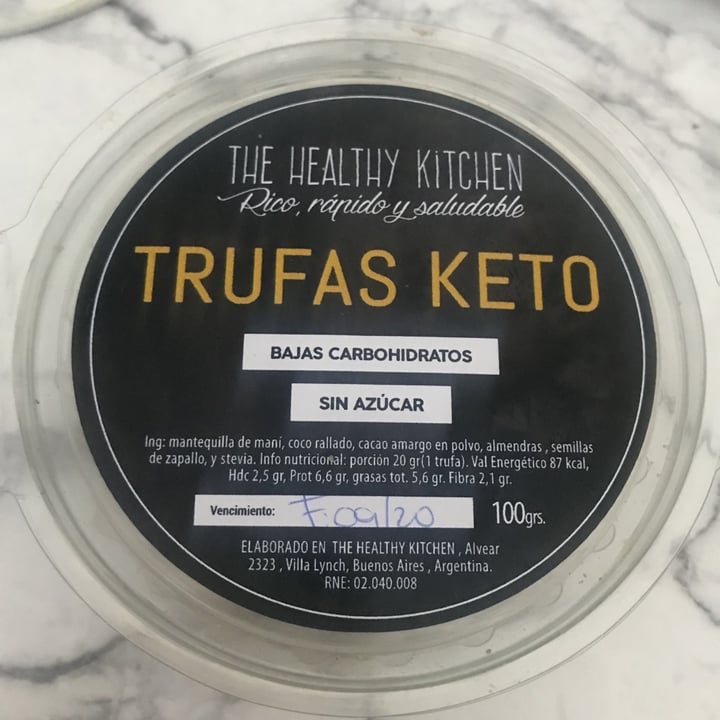 THE HEALTHY KiTCHEN
Rico, rápido y saludable
TRUFAS KETO
BAJAS CARBOHIDRATOS
SIN AZÚCAR
Ing: mantequilla de maní, coco rallado, cacao amargo en polvo, almendras , semillas
de zapallo, y stevia. Info nutricional: porción 20 gr(1 trufa). Val Energético 87 kcal,
Hdc 2,5 gr, Prot 6,6 gr, grasas tot. 5,6 gr. Fibra 2,1 gr.
Vencimiento: F.09/20 100grs.
ELABORADO EN THE HEALTHY KITCHEN , Alvear
2323 , Villa Lynch, Buenos Aires , Argentina.
RNE: 02.040.008